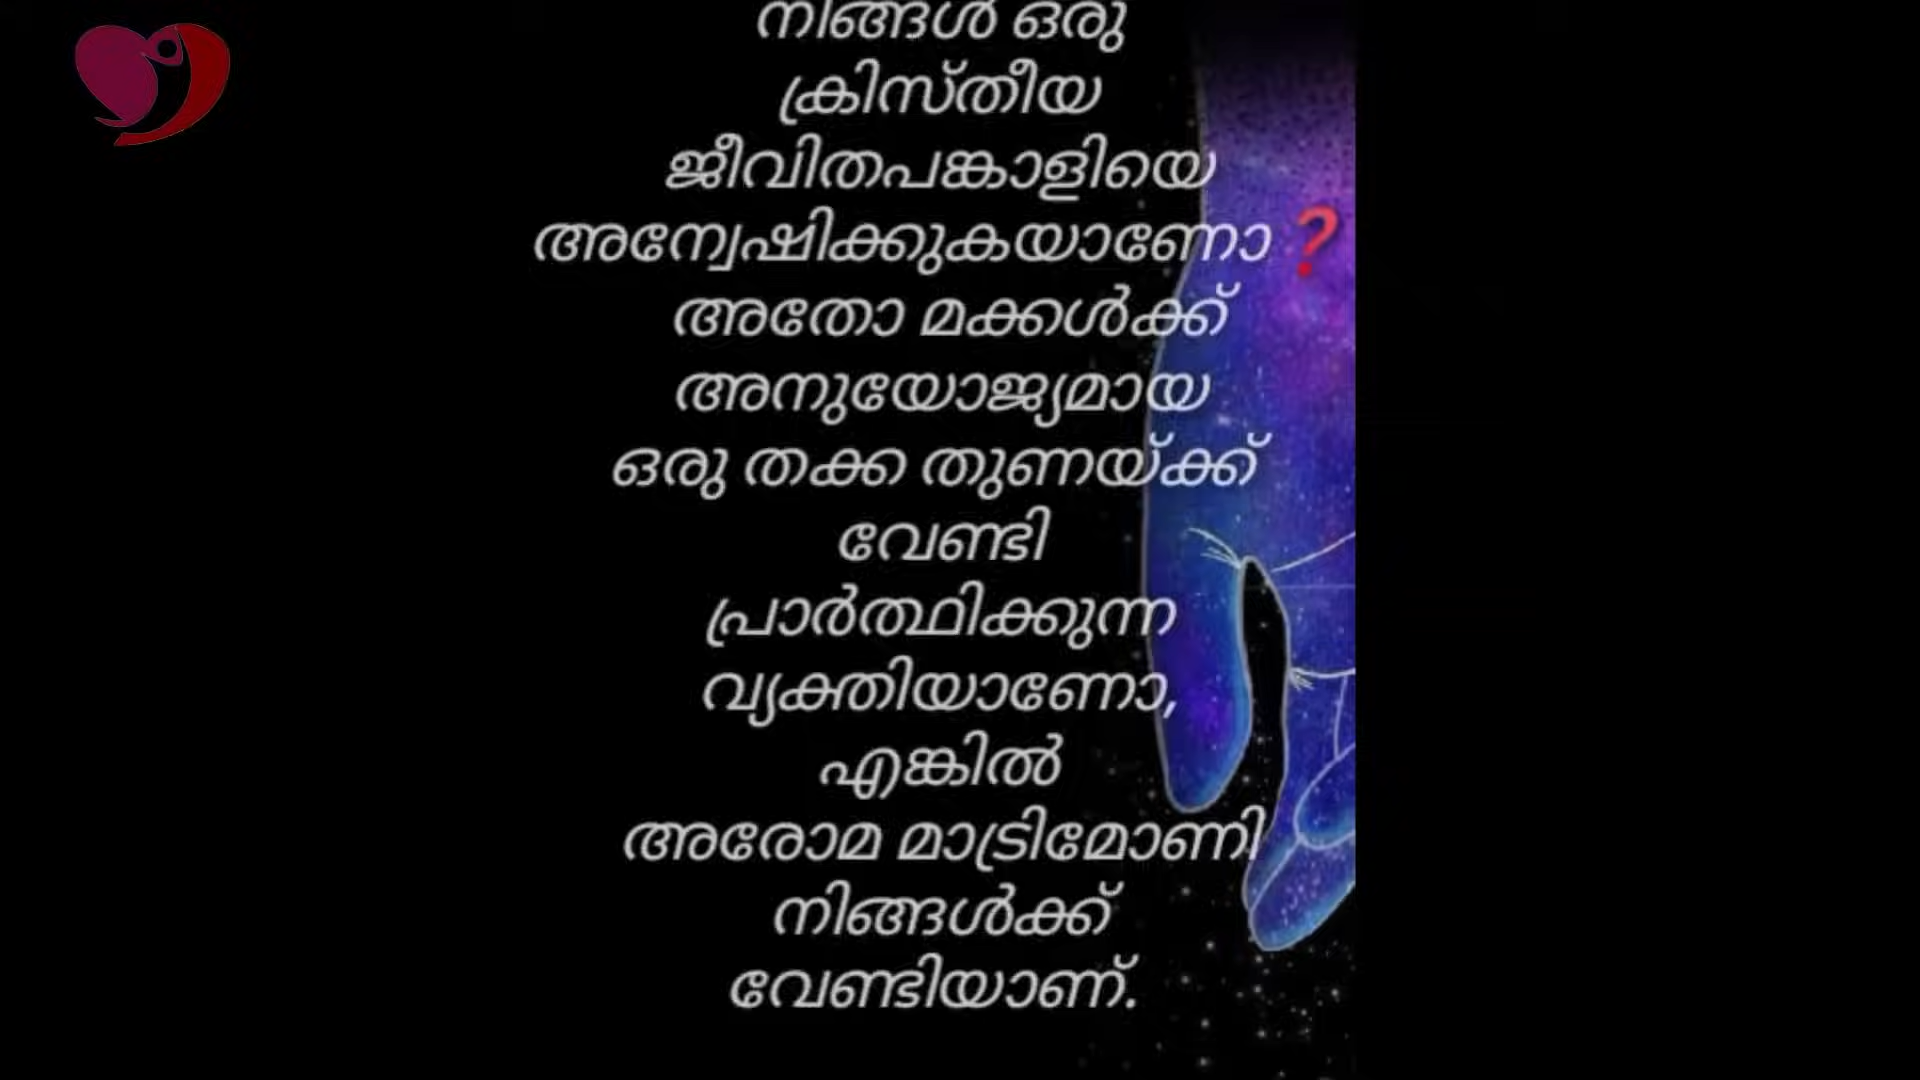 നിങ്ങൾ ഒരു
ക്രിസ്തീയ
ജീവിതപങ്കാളിയെ
അന്വേഷിക്കുകയാണോ❓
അതോ മക്കൾക്ക്
അനുയോജ്യമായ
ഒരു തക്ക തുണയ്ക്ക്
വേണ്ടി
പ്രാർത്ഥിക്കുന്ന
വ്യക്തിയാണോ,
എങ്കിൽ
അരോമ മാട്രിമോണി
നിങ്ങൾക്ക്
വേണ്ടിയാണ്.